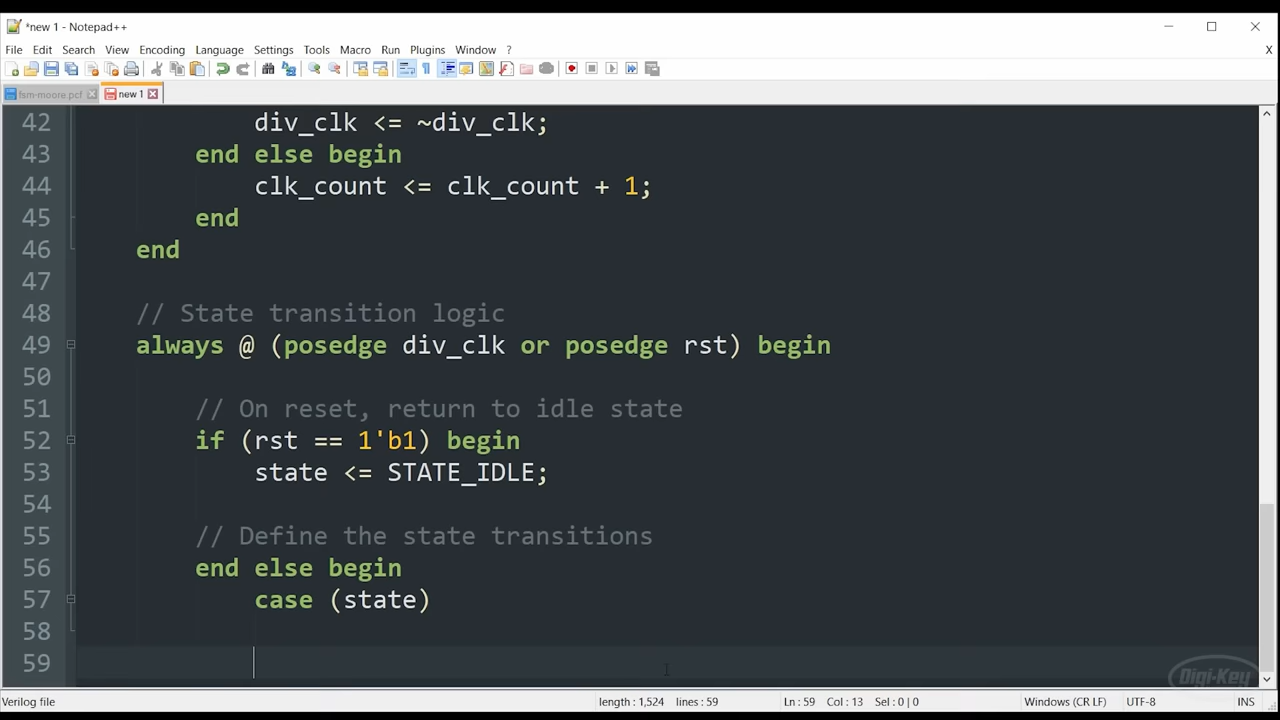 *new 1 - Notepad++
File Edit Search View Encoding Language Settings Tools Macro Run Plugins Window ? X
fsm-moore.pcf new 1
42 div_clk <= ~div_clk;
43 end else begin
44 clk_count <= clk_count + 1;
45 end
46 end
47
48 // State transition logic
49 always @ (posedge div_clk or posedge rst) begin
50
51 // On reset, return to idle state
52 if (rst == 1'b1) begin
53 state <= STATE_IDLE;
54
55 // Define the state transitions
56 end else begin
57 case (state)
58
59
Digi-Key
Verilog file length : 1,524 lines : 59 Ln : 59 Col : 13 Sel : 0 | 0 Windows (CR LF) UTF-8 INS